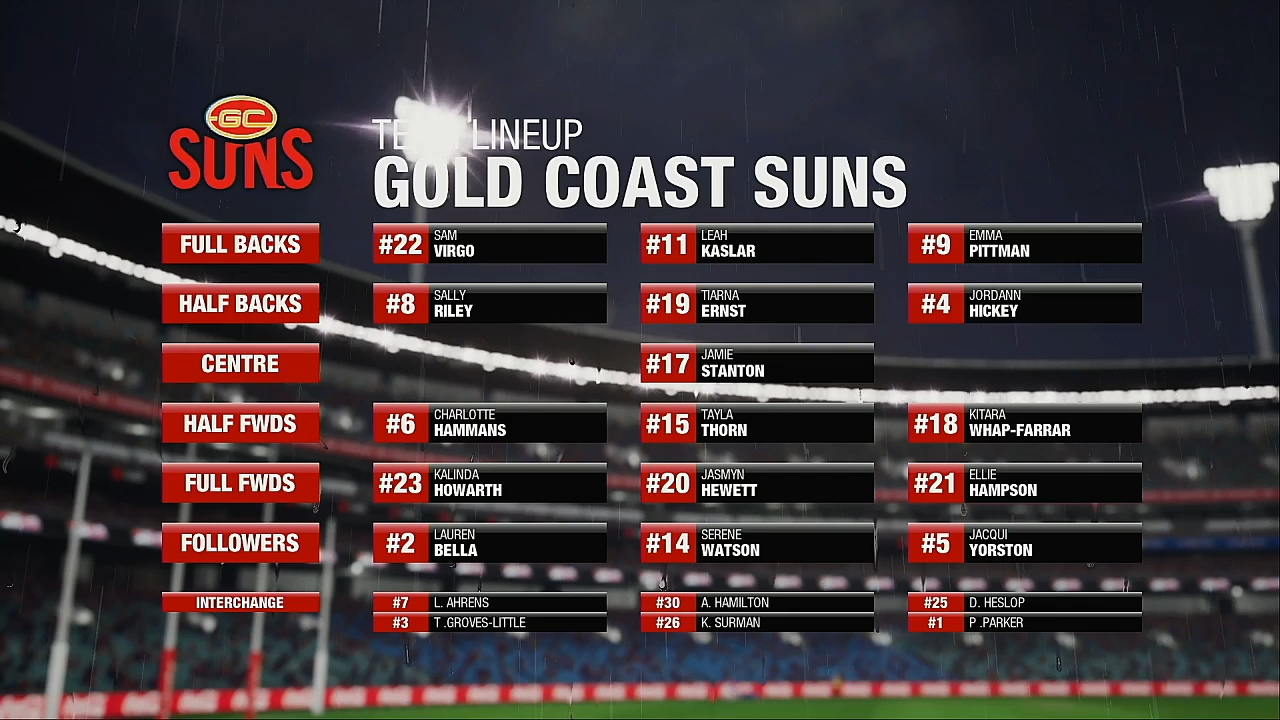 GC
SUNS
LINEUP
GOLD COAST SUNS
FULL BACKS
#22 SAM VIRGO
#11 LEAH KASLAR
#9 EMMA PITTMAN
HALF BACKS
#8 SALLY RILEY
#19 TIARNA ERNST
#4 JORDANN HICKEY
CENTRE
#17 JAMIE STANTON
HALF FWDS
#6 CHARLOTTE HAMMANS
#15 TAYLA THORN
#18 KITARA WHAP-FARRAR
FULL FWDS
#23 KALINDA HOWARTH
#20 JASMYN HEWETT
#21 ELLIE HAMPSON
FOLLOWERS
#2 LAUREN BELLA
#14 SERENE WATSON
#5 JACQUI YORSTON
INTERCHANGE
#7 L. AHRENS
#30 A. HAMILTON
#25 D. HESLOP
#3 T .GROVES-LITTLE
#26 K. SURMAN
#1 P .PARKER